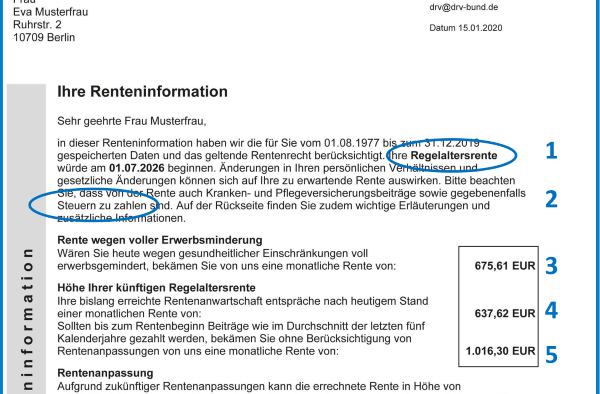 Frau
Eva Musterfrau
Ruhrstr. 2
10709 Berlin
drv@drv-bund.de
Datum 15.01.2020
Ihre Renteninformation
Sehr geehrte Frau Musterfrau,
in dieser Renteninformation haben wir die für Sie vom 01.08.1977 bis zum 31.12.2019
gespeicherten Daten und das geltende Rentenrecht berücksichtigt. Ihre Regelaltersrente
würde am 01.07.2026 beginnen. Änderungen in Ihren persönlichen Verhältnissen und
gesetzliche Änderungen können sich auf Ihre zu erwartende Rente auswirken. Bitte beachten
Sie, dass von der Rente auch Kranken- und Pflegeversicherungsbeiträge sowie gegebenenfalls
Steuern zu zahlen sind. Auf der Rückseite finden Sie zudem wichtige Erläuterungen und
zusätzliche Informationen.
1
2
Rente wegen voller Erwerbsminderung
Wären Sie heute wegen gesundheitlicher Einschränkungen voll
erwerbsgemindert, bekämen Sie von uns eine monatliche Rente von: 675,61 EUR 3
Höhe Ihrer künftigen Regelaltersrente
Ihre bislang erreichte Rentenanwartschaft entspräche nach heutigem Stand
einer monatlichen Rente von: 637,62 EUR 4
Sollten bis zum Rentenbeginn Beiträge wie im Durchschnitt der letzten fünf
Kalenderjahre gezahlt werden, bekämen Sie ohne Berücksichtigung von
Rentenanpassungen von uns eine monatliche Rente von: 1.016,30 EUR 5
Rentenanpassung
Aufgrund zukünftiger Rentenanpassungen kann die errechnete Rente in Höhe von
ninformation